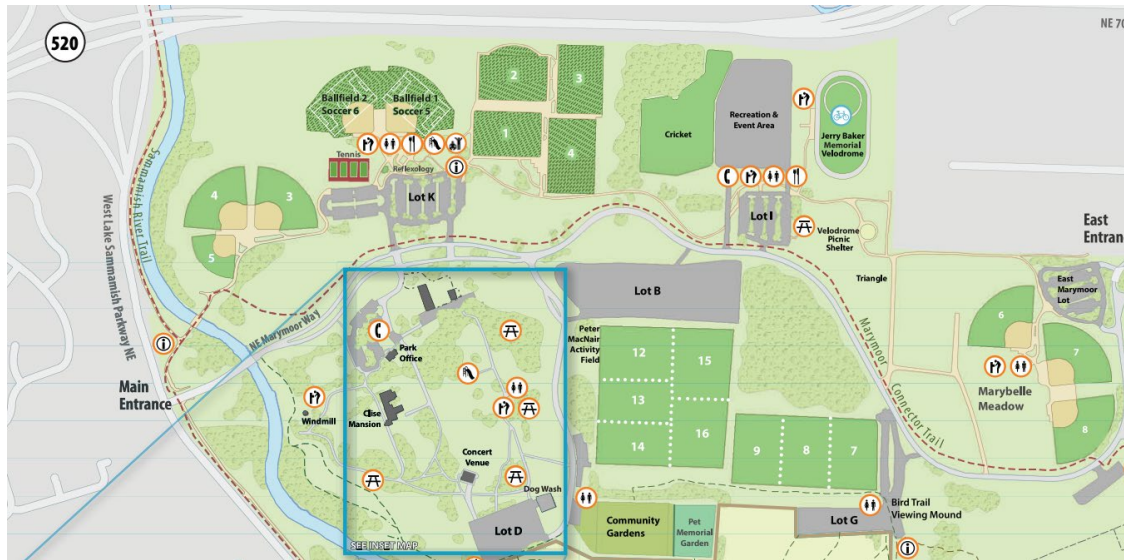 520
NE 70
Sammamish River Trail
West Lake Sammamish Parkway NE
Ballfield 2
Soccer 6
Ballfield 1
Soccer 5
2
3
1
4
Cricket
Recreation &
Event Area
Jerry Baker
Memorial
Velodrome
Tennis
Reflexology
Lot K
Lot I
4
3
5
Velodrome
Picnic
Shelter
East
Entranc
Triangle
East
Marymoor
Lot
Lot B
NE Marymoor Way
Park
Office
Peter
MacNair
Activity
Field
12
15
13
14
16
Marymoor
Connector Trail
6
7
8
Marybelle
Meadow
Main
Entrance
Windmill
Clise
Mansion
Concert
Venue
9
8
7
Dog Wash
Lot D
SEE INSET MAP
Community
Gardens
Pet
Memorial
Garden
Lot G
Bird Trail
Viewing Mound